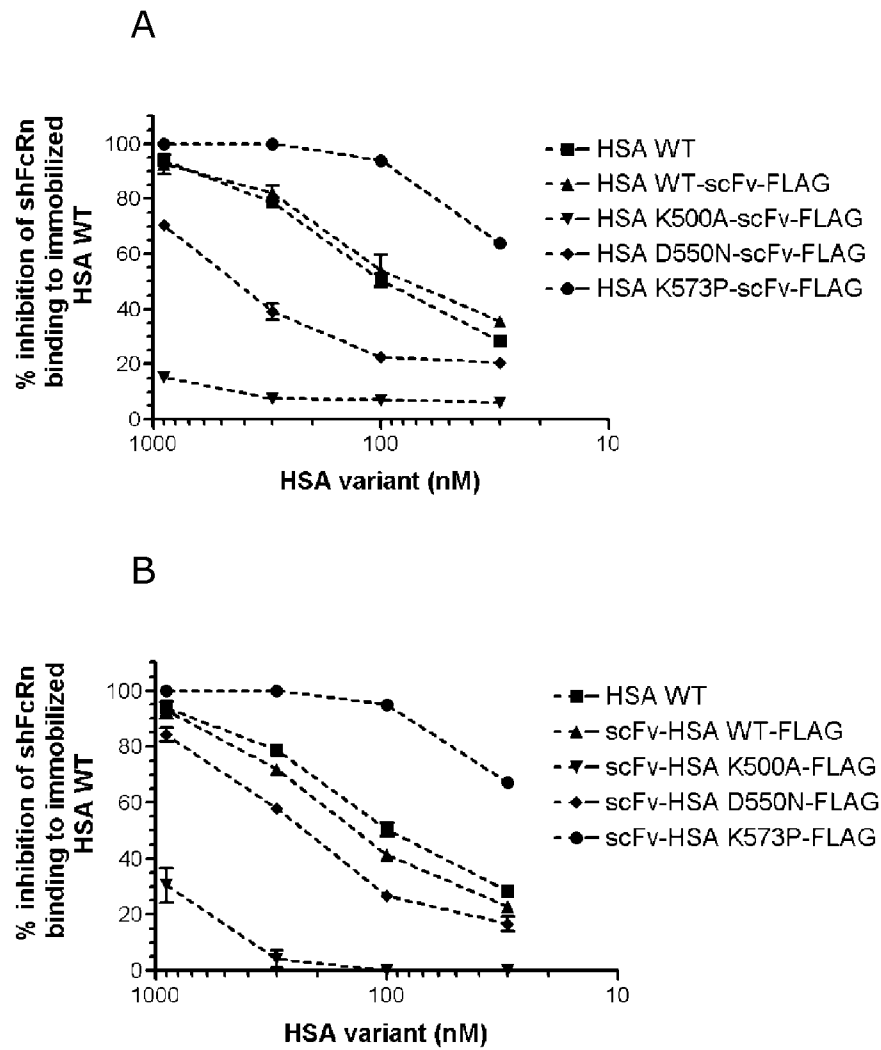 A
% inhibition of shFcRn
binding to immobilized
HSA WT
100
80
60
40
20
0
1000
100
10
HSA variant (nM)
HSA WT
HSA WT-scFv-FLAG
HSA K500A-scFv-FLAG
HSA D550N-scFv-FLAG
HSA K573P-scFv-FLAG
B
% inhibition of shFcRn
binding to immobilized
HSA WT
100
80
60
40
20
0
1000
100
10
HSA variant (nM)
HSA WT
scFv-HSA WT-FLAG
scFv-HSA K500A-FLAG
scFv-HSA D550N-FLAG
scFv-HSA K573P-FLAG